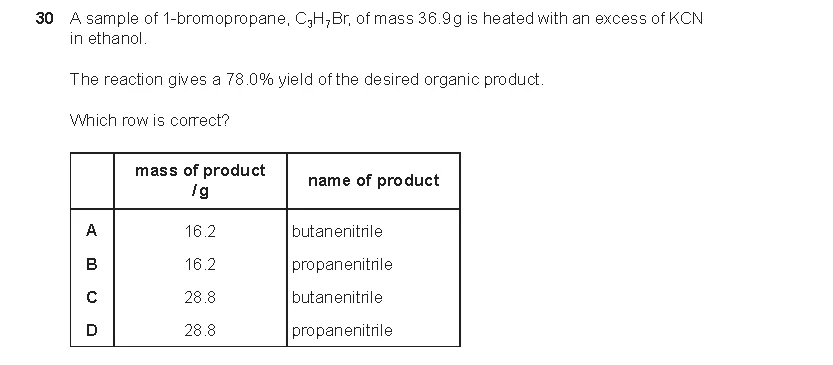 30 A sample of 1-bromopropane, C₃H₇Br, of mass 36.9g is heated with an excess of KCN
in ethanol.
The reaction gives a 78.0% yield of the desired organic product.
Which row is correct?
mass of product
/g
name of product
A 16.2 butanenitrile
B 16.2 propanenitrile
C 28.8 butanenitrile
D 28.8 propanenitrile